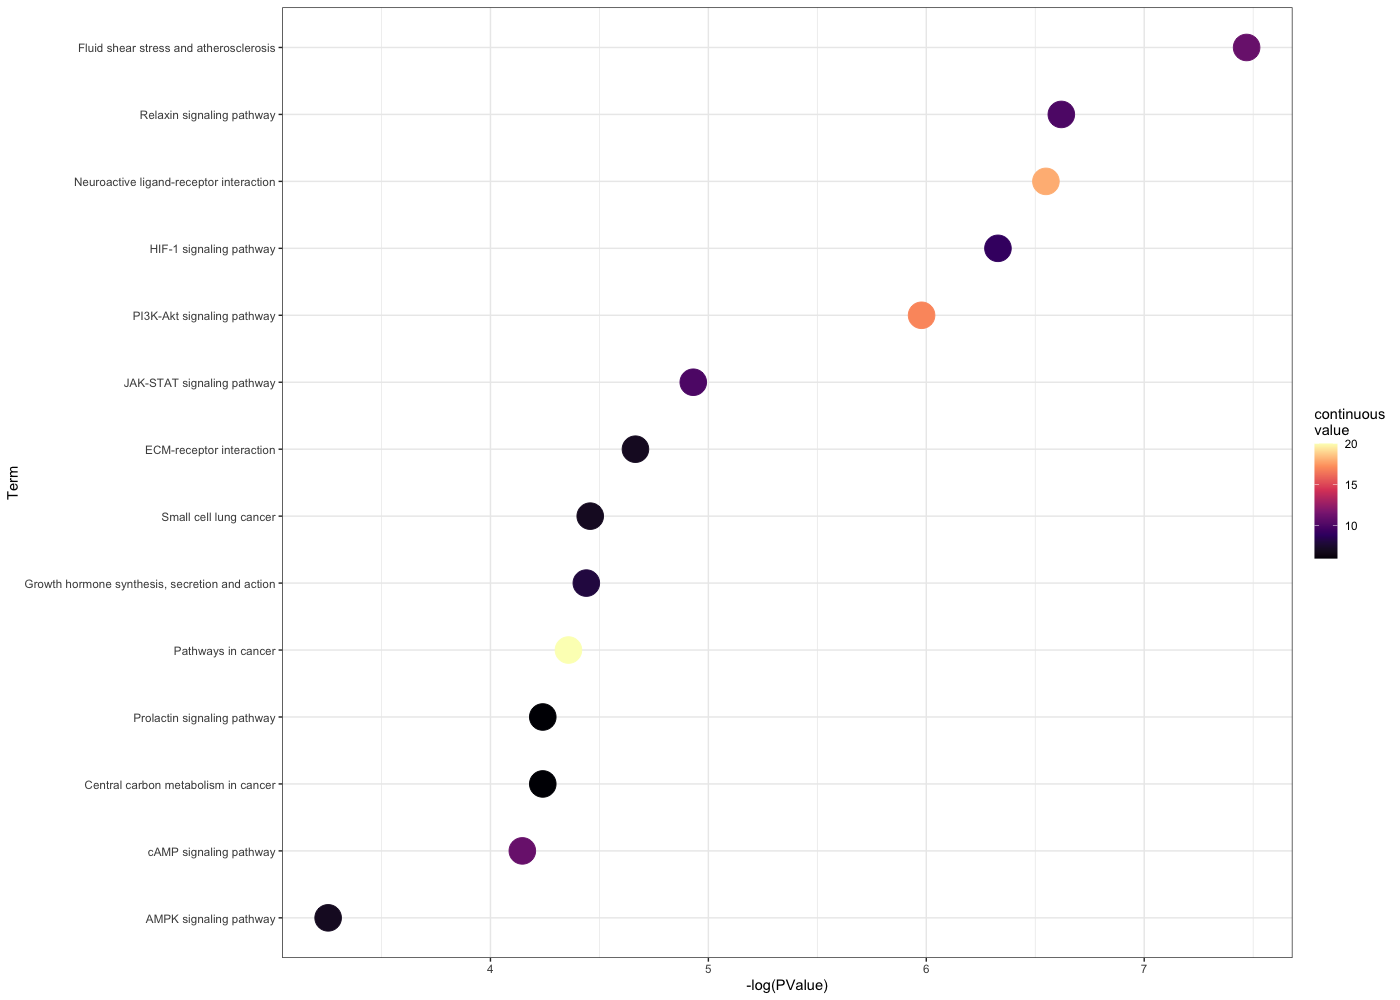 Fluid shear stress and atherosclerosis
Relaxin signaling pathway
Neuroactive ligand-receptor interaction
HIF-1 signaling pathway
PI3K-Akt signaling pathway
JAK-STAT signaling pathway
ECM-receptor interaction
Small cell lung cancer
Growth hormone synthesis, secretion and action
Pathways in cancer
Prolactin signaling pathway
Central carbon metabolism in cancer
cAMP signaling pathway
AMPK signaling pathway
Term
4 5 6 7
-log(PValue)
continuous
value
20
15
10